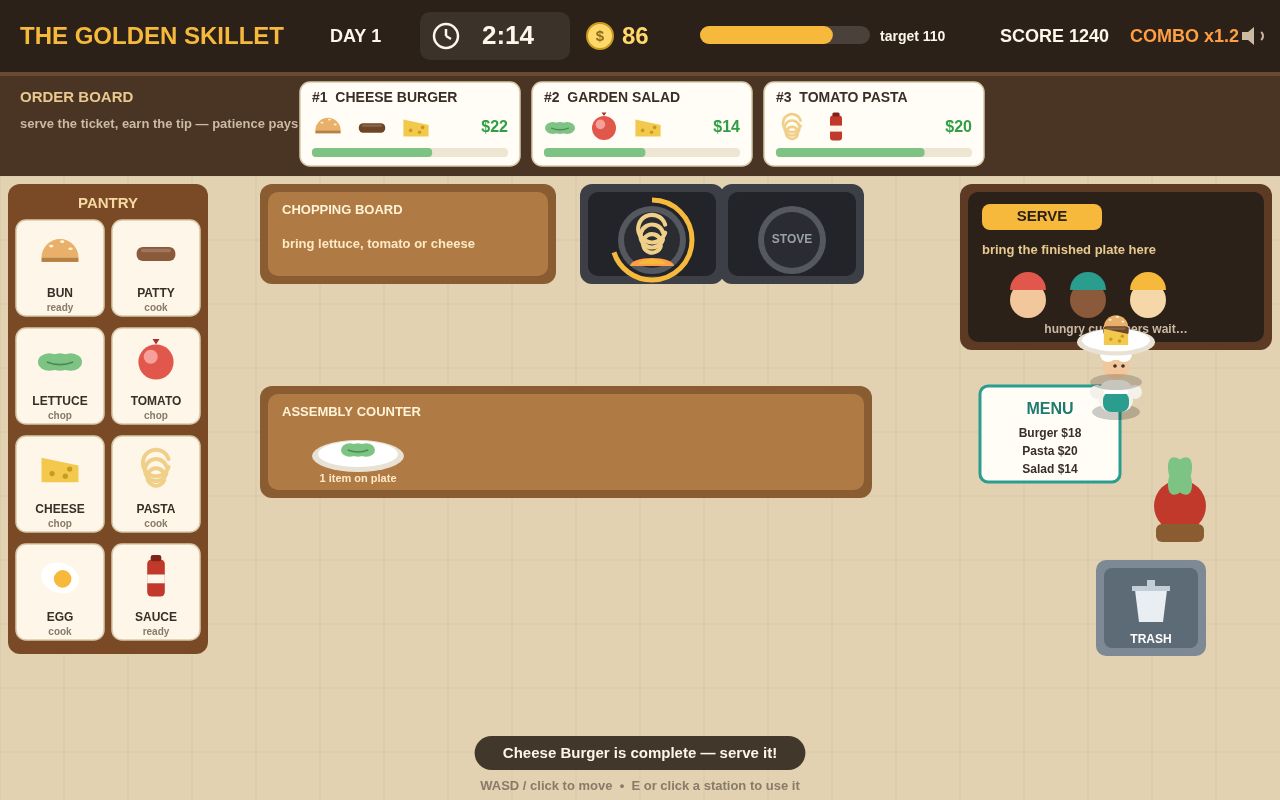 THE GOLDEN SKILLET
DAY 1
2:14
$
86
target 110
SCORE 1240
COMBO x1.2
ORDER BOARD
serve the ticket, earn the tip — patience pays
#1 CHEESE BURGER
$22
#2 GARDEN SALAD
$14
#3 TOMATO PASTA
$20
PANTRY
BUN
ready
PATTY
cook
LETTUCE
chop
TOMATO
chop
CHEESE
chop
PASTA
cook
EGG
cook
SAUCE
ready
CHOPPING BOARD
bring lettuce, tomato or cheese
STOVE
SERVE
bring the finished plate here
hungry wait…
ASSEMBLY COUNTER
1 item on plate
MENU
Burger $18
Pasta $20
Salad $14
TRASH
Cheese Burger is complete — serve it!
WASD / click to move • E or click a station to use it